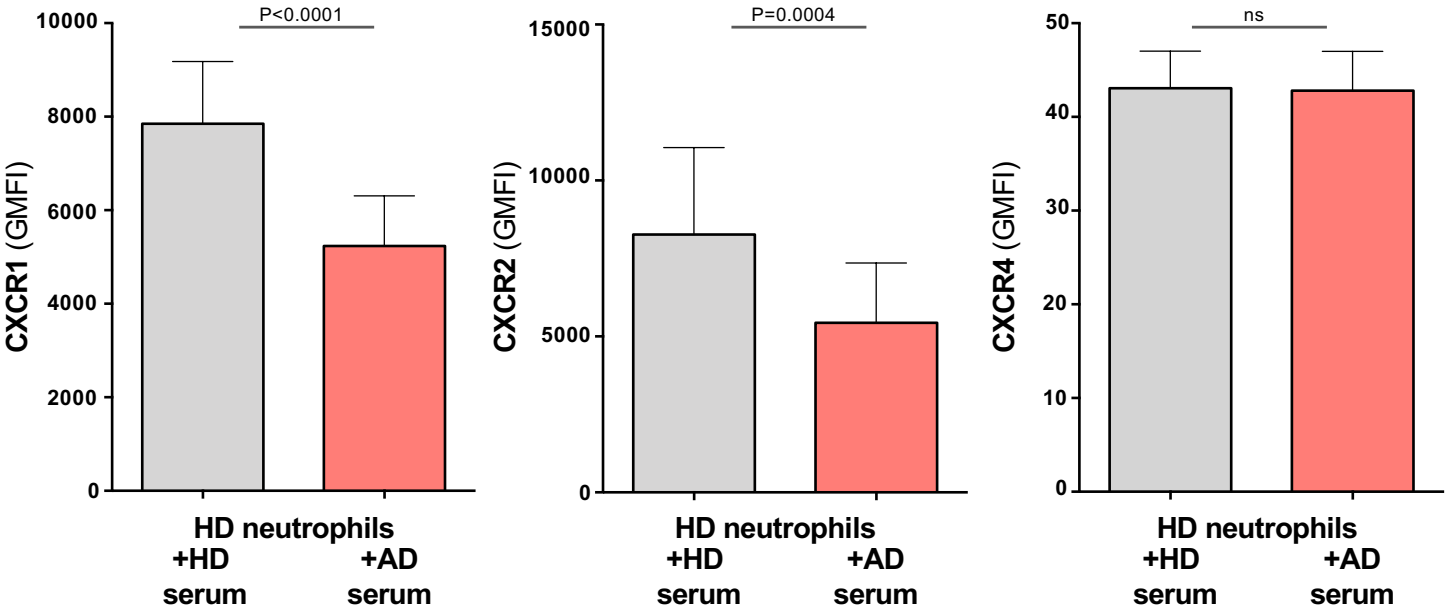 P<0.0001
10000
8000
6000
4000
2000
0
CXCR1 (GMFI)
HD neutrophils
+HD +AD
serum serum
P=0.0004
15000
10000
5000
0
CXCR2 (GMFI)
HD neutrophils
+HD +AD
serum serum
ns
50
40
30
20
10
0
CXCR4 (GMFI)
HD neutrophils
+HD +AD
serum serum